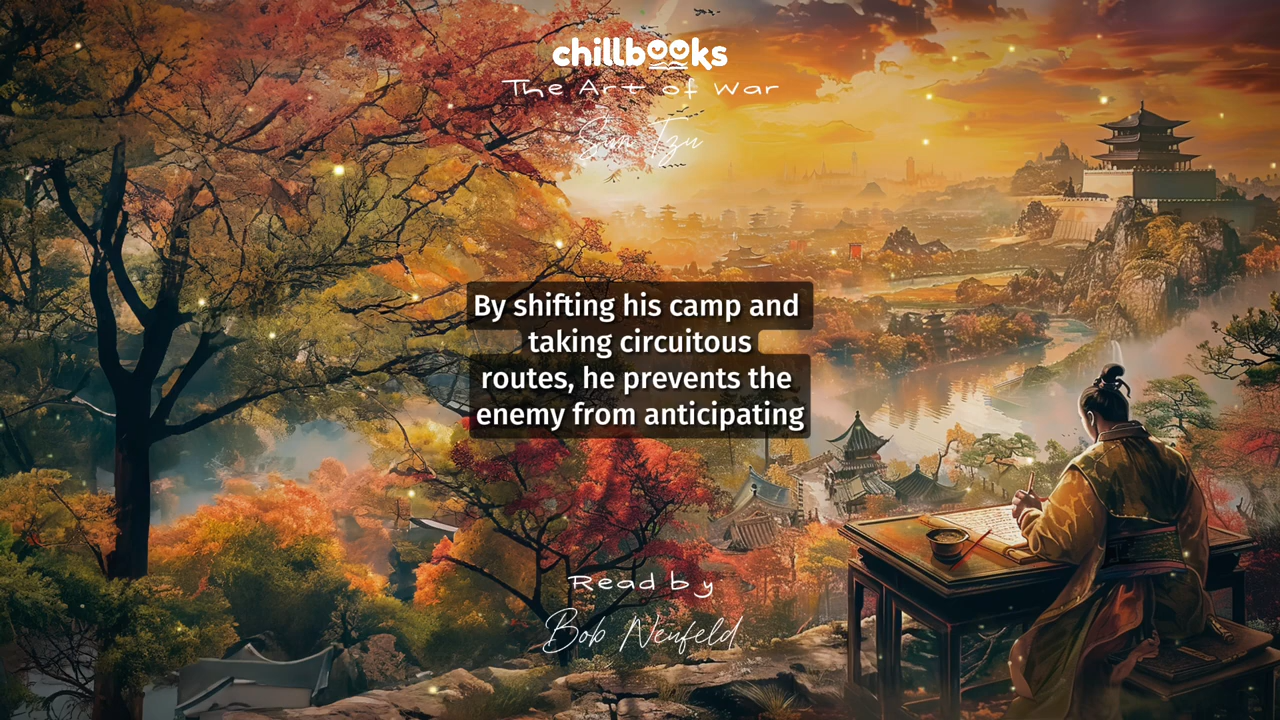 chillbooks
The Art of War
Sun Tzu
By shifting his camp and
taking circuitous
routes, he prevents the
enemy from anticipating
Read by
Bob Neufeld